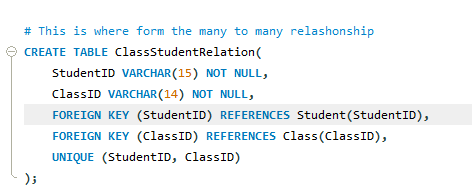 # This is where form the many to many relashonship
CREATE TABLE ClassStudentRelation(
    StudentID VARCHAR(15) NOT NULL,
    ClassID VARCHAR(14) NOT NULL,
    FOREIGN KEY (StudentID) REFERENCES Student(StudentID),
    FOREIGN KEY (ClassID) REFERENCES Class(ClassID),
    UNIQUE (StudentID, ClassID)
);